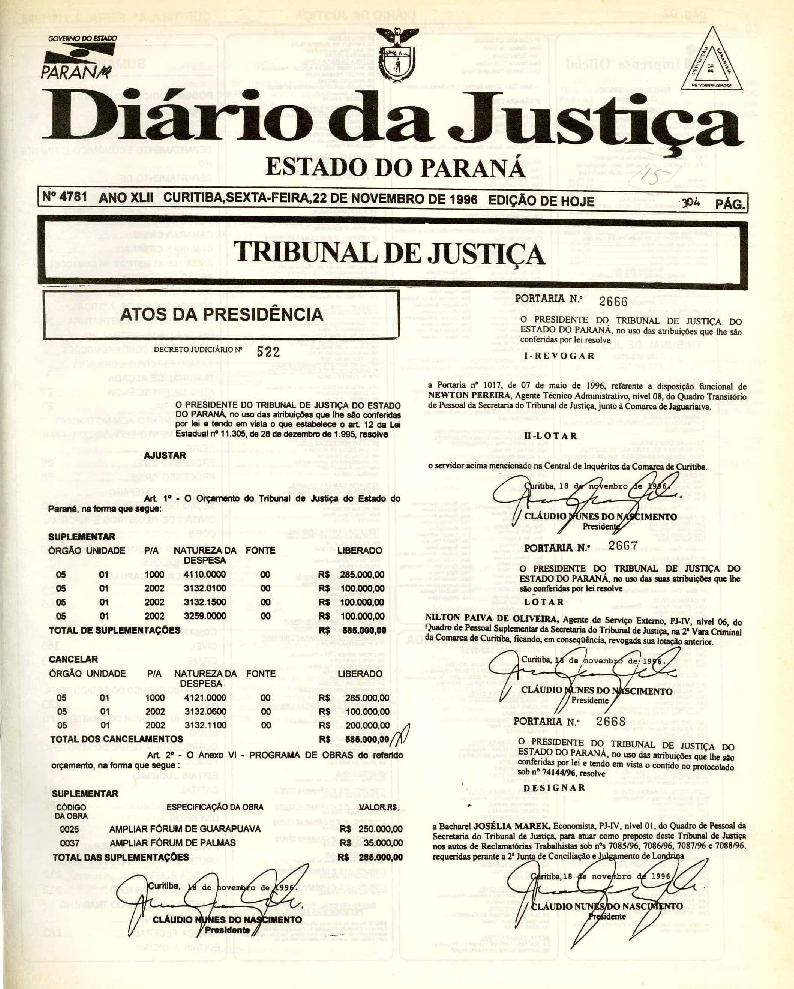 GOVERNO DO ESTADO
PARANÁ
Diário da Justiça
ESTADO DO PARANÁ
15
Nº 4781 ANO XLII CURITIBA,SEXTA-FEIRA,22 DE NOVEMBRO DE 1996 EDIÇÃO DE HOJE 304 PÁG.
TRIBUNAL DE JUSTIÇA
ATOS DA PRESIDÊNCIA
DECRETO JUDICIÁRIO Nº 522
O PRESIDENTE DO TRIBUNAL DE JUSTIÇA DO ESTADO
DO PARANÁ, no uso das atribuições que lhe são conferidas
por lei e tendo em vista o que estabelece o art. 12 da Lei
Estadual nº 11.305, de 28 de dezembro de 1.995, resolve
AJUSTAR
Art. 1º - O Orçamento do Tribunal de Justiça do Estado do
Paraná, na forma que segue:
SUPLEMENTAR
ÓRGÃO UNIDADE P/A NATUREZA DA FONTE LIBERADO
DESPESA
05 01 1000 4110.0000 00 R$ 285.000,00
05 01 2002 3132.0100 00 R$ 100.000,00
05 01 2002 3132.1500 00 R$ 100.000,00
05 01 2002 3259.0000 00 R$ 100.000,00
TOTAL DE SUPLEMENTAÇÕES R$ 585.000,00
CANCELAR
ÓRGÃO UNIDADE P/A NATUREZA DA FONTE LIBERADO
DESPESA
05 01 1000 4121.0000 00 R$ 285.000,00
05 01 2002 3132.0600 00 R$ 100.000,00
05 01 2002 3132.1100 00 R$ 200.000,00
TOTAL DOS CANCELAMENTOS R$ 585.000,00
Art. 2º - O Anexo VI - PROGRAMA DE OBRAS do referido
orçamento, na forma que segue :
SUPLEMENTAR
CÓDIGO ESPECIFICAÇÃO DA OBRA VALOR R$.
DA OBRA
0025 AMPLIAR FÓRUM DE GUARAPUAVA R$ 250.000,00
0037 AMPLIAR FÓRUM DE PALMAS R$ 35.000,00
TOTAL DAS SUPLEMENTAÇÕES R$ 285.000,00
Curitiba, 18 de novembro de 1996.
CLÁUDIO NUNES DO NASCIMENTO
Presidente
PORTARIA N.º 2666
O PRESIDENTE DO TRIBUNAL DE JUSTIÇA DO
ESTADO DO PARANÁ, no uso das atribuições que lhe são
conferidas por lei resolve
I - R E V O G A R
a Portaria nº 1017, de 07 de maio de 1996, referente a disposição funcional de
NEWTON PEREIRA, Agente Técnico Administrativo, nível 08, do Quadro Transitório
de Pessoal da Secretaria do Tribunal de Justiça, junto à Comarca de Jaguariaíva.
II - L O T A R
o servidor acima mencionado na Central de Inquéritos da Comarca de Curitiba.
Curitiba, 18 de novembro de 1996.
CLÁUDIO NUNES DO NASCIMENTO
Presidente
PORTARIA N.º 2667
O PRESIDENTE DO TRIBUNAL DE JUSTIÇA DO
ESTADO DO PARANÁ, no uso das suas atribuições que lhe
são conferidas por lei resolve
L O T A R
NILTON PAIVA DE OLIVEIRA, Agente de Serviço Externo, PJ-IV, nível 06, do
Quadro de Pessoal Suplementar da Secretaria do Tribunal de Justiça, na 2ª Vara Criminal
da Comarca de Curitiba, ficando, em conseqüência, revogada sua lotação anterior.
Curitiba, 18 de novembro de 1996.
CLÁUDIO NUNES DO NASCIMENTO
Presidente
PORTARIA N.º 2668
O PRESIDENTE DO TRIBUNAL DE JUSTIÇA DO
ESTADO DO PARANÁ, no uso das atribuições que lhe são
conferidas por lei e tendo em vista o contido no protocolado
sob nº 74144/96, resolve
D E S I G N A R
a Bacharel JOSÉLIA MAREK, Economista, PJ-IV, nível 01, do Quadro de Pessoal da
Secretaria do Tribunal de Justiça, para atuar como preposto deste Tribunal de Justiça
nos autos de Reclamatórias Trabalhistas sob nºs 7085/96, 7086/96, 7087/96 e 7088/96,
requeridas perante a 2ª Junta de Conciliação e Julgamento de Londrina.
Curitiba, 18 de novembro de 1996.
CLÁUDIO NUNES DO NASCIMENTO
Presidente